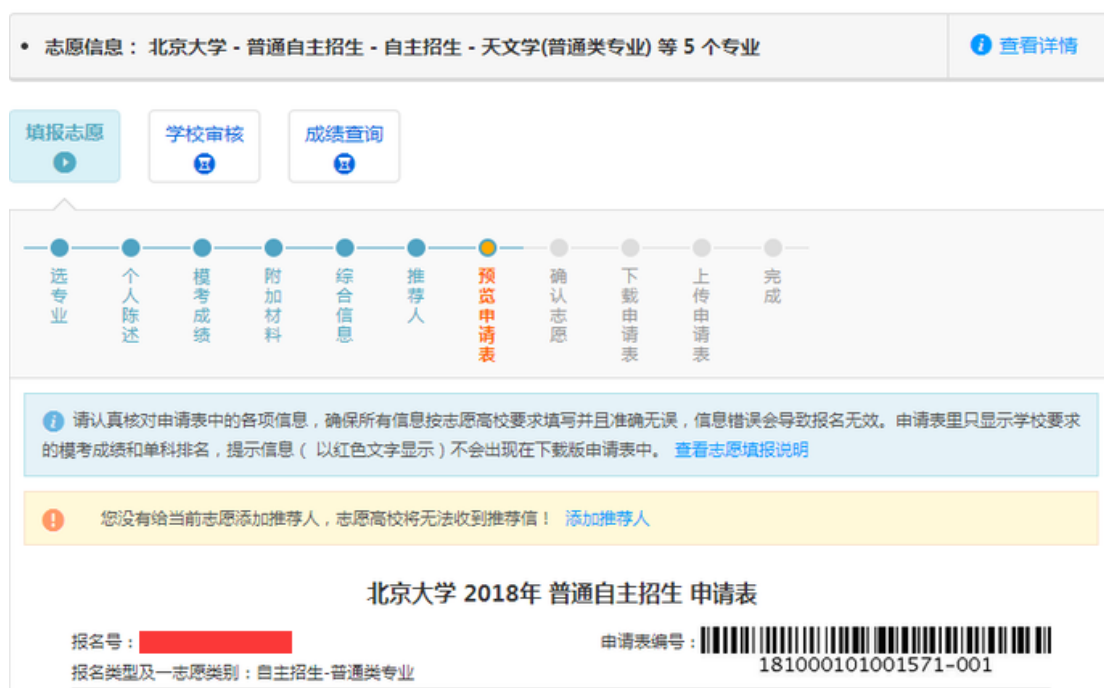 • 志愿信息： 北京大学 - 普通自主招生 - 自主招生 - 天文学(普通类专业) 等 5 个专业
查看详情
填报志愿
学校审核
成绩查询
选专业
个人陈述
模考成绩
附加材料
综合信息
推荐人
预览申请表
确认志愿
下载申请表
上传申请表
完成
请认真核对申请表中的各项信息，确保所有信息按志愿高校要求填写并且准确无误，信息错误会导致报名无效。申请表里只显示学校要求
的模考成绩和单科排名，提示信息（ 以红色文字显示）不会出现在下载版申请表中。 查看志愿填报说明
您没有给当前志愿添加推荐人，志愿高校将无法收到推荐信！ 添加推荐人
北京大学 2018年 普通自主招生 申请表
报名号：
申请表编号：
181000101001571-001
报名类型及一志愿类别：自主招生-普通类专业